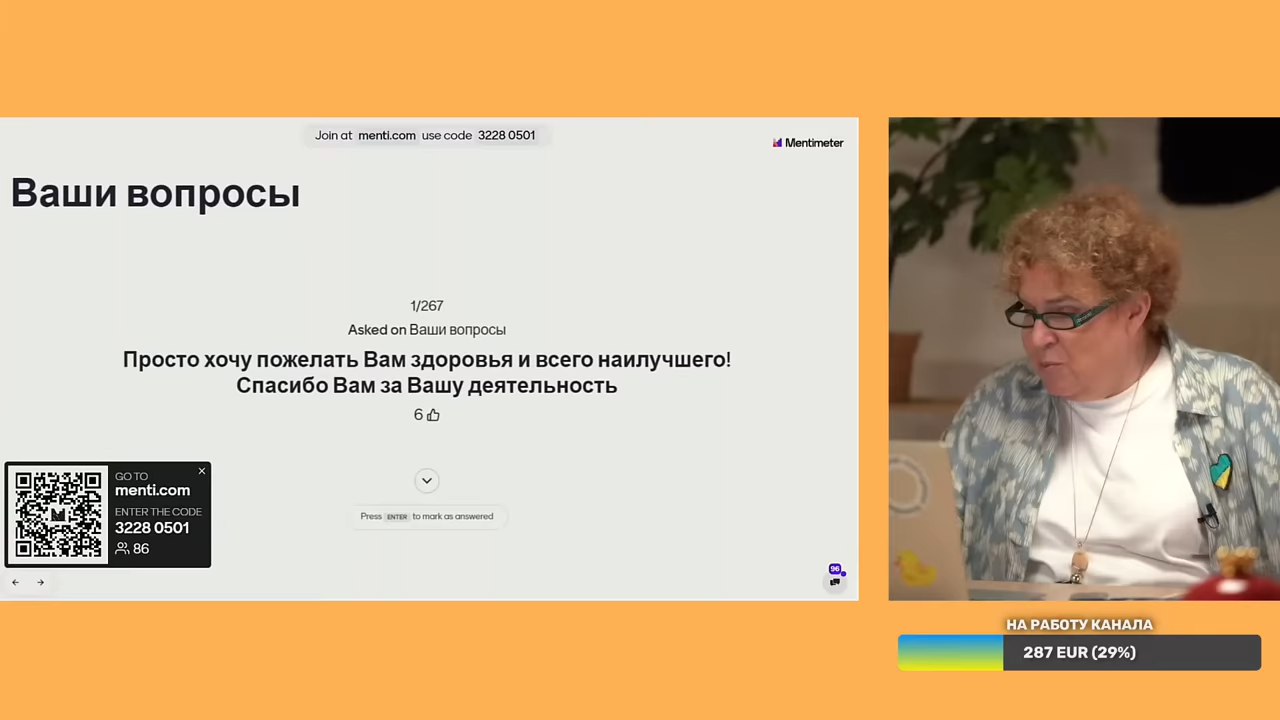 Join at menti.com use code 3228 0501
Mentimeter
Ваши вопросы
1/267
Asked on Ваши вопросы
Просто хочу пожелать Вам здоровья и всего наилучшего!
Спасибо Вам за Вашу деятельность
6
GO TO
menti.com
ENTER THE CODE
3228 0501
86
Press ENTER to mark as answered
96
НА РАБОТУ КАНАЛА
287 EUR (29%)